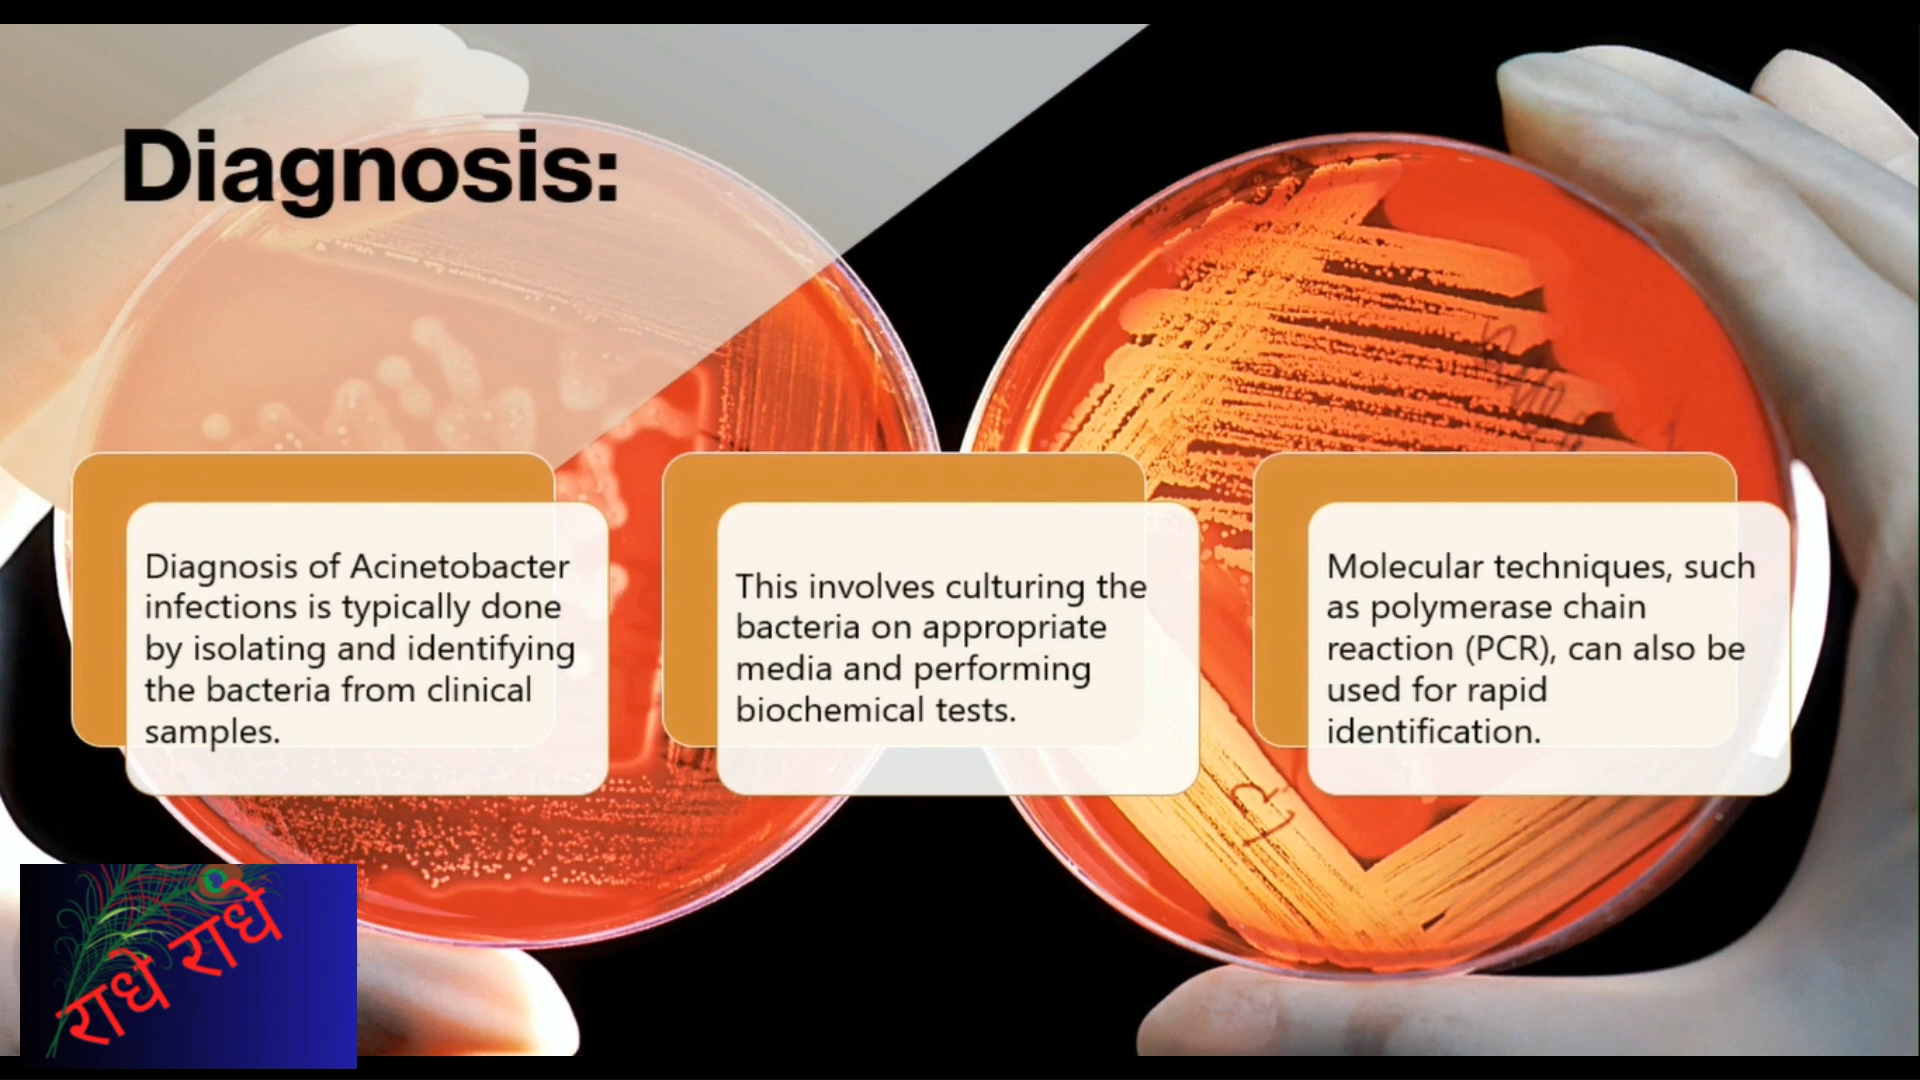 Diagnosis:
Diagnosis of Acinetobacter
infections is typically done
by isolating and identifying
the bacteria from clinical
samples.
This involves culturing the
bacteria on appropriate
media and performing
biochemical tests.
Molecular techniques, such
as polymerase chain
reaction (PCR), can also be
used for rapid
identification.
राधे राधे